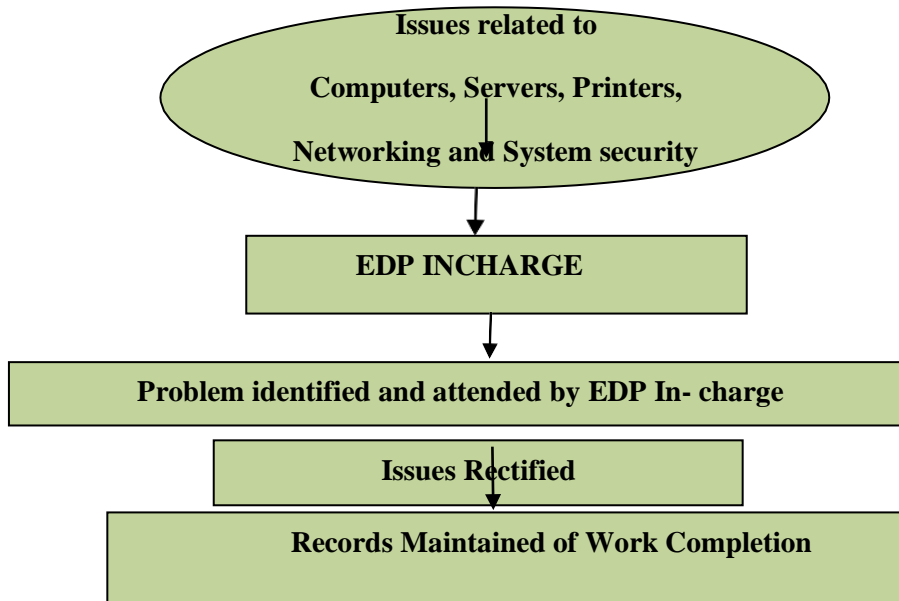 Issues related to
Computers, Servers, Printers,
Networking and System security
EDP INCHARGE
Problem identified and attended by EDP In- charge
Issues Rectified
Records Maintained of Work Completion